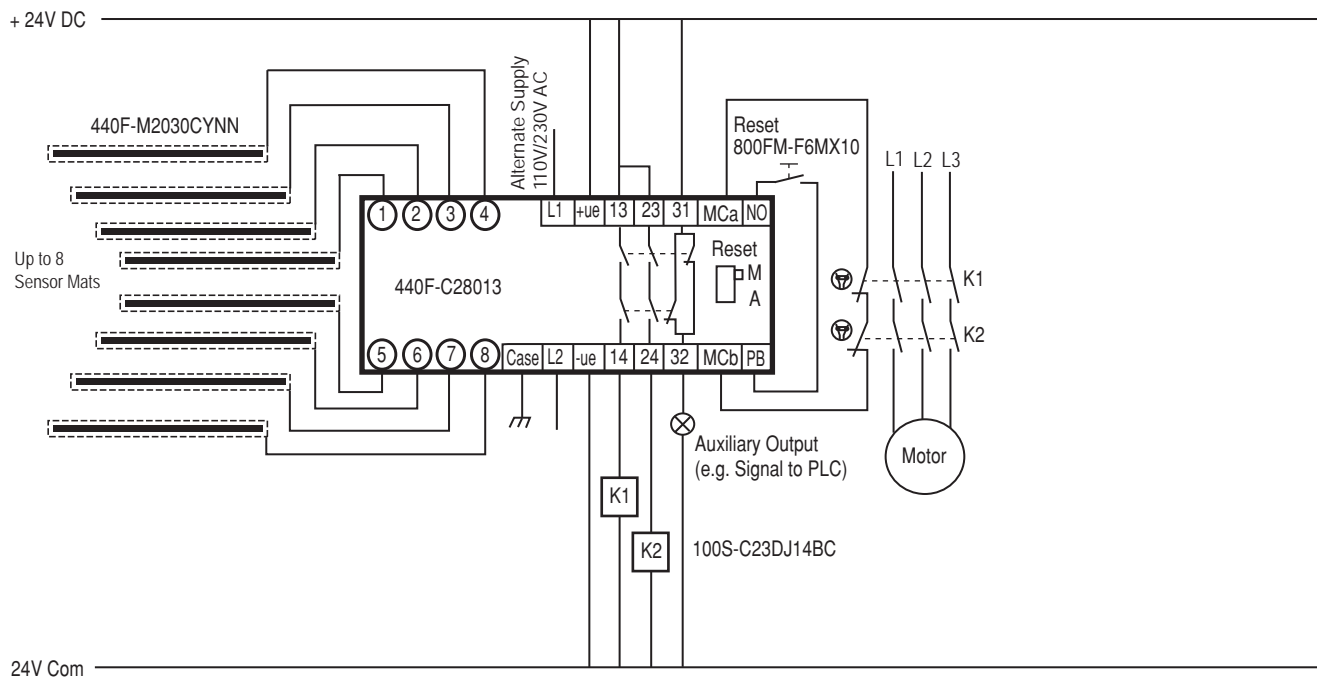 + 24V DC
440F-M2030CYNN
Alternate Supply
110V/230V AC
Reset
800FM-F6MX10
L1 L2 L3
1 2 3 4 L1 +ue 13 23 31 MCa NO
Up to 8
Sensor Mats
440F-C28013
Reset
M
A
K1
K2
5 6 7 8 Case L2 -ue 14 24 32 MCb PB
Auxiliary Output
(e.g. Signal to PLC)
Motor
K1
K2
100S-C23DJ14BC
24V Com